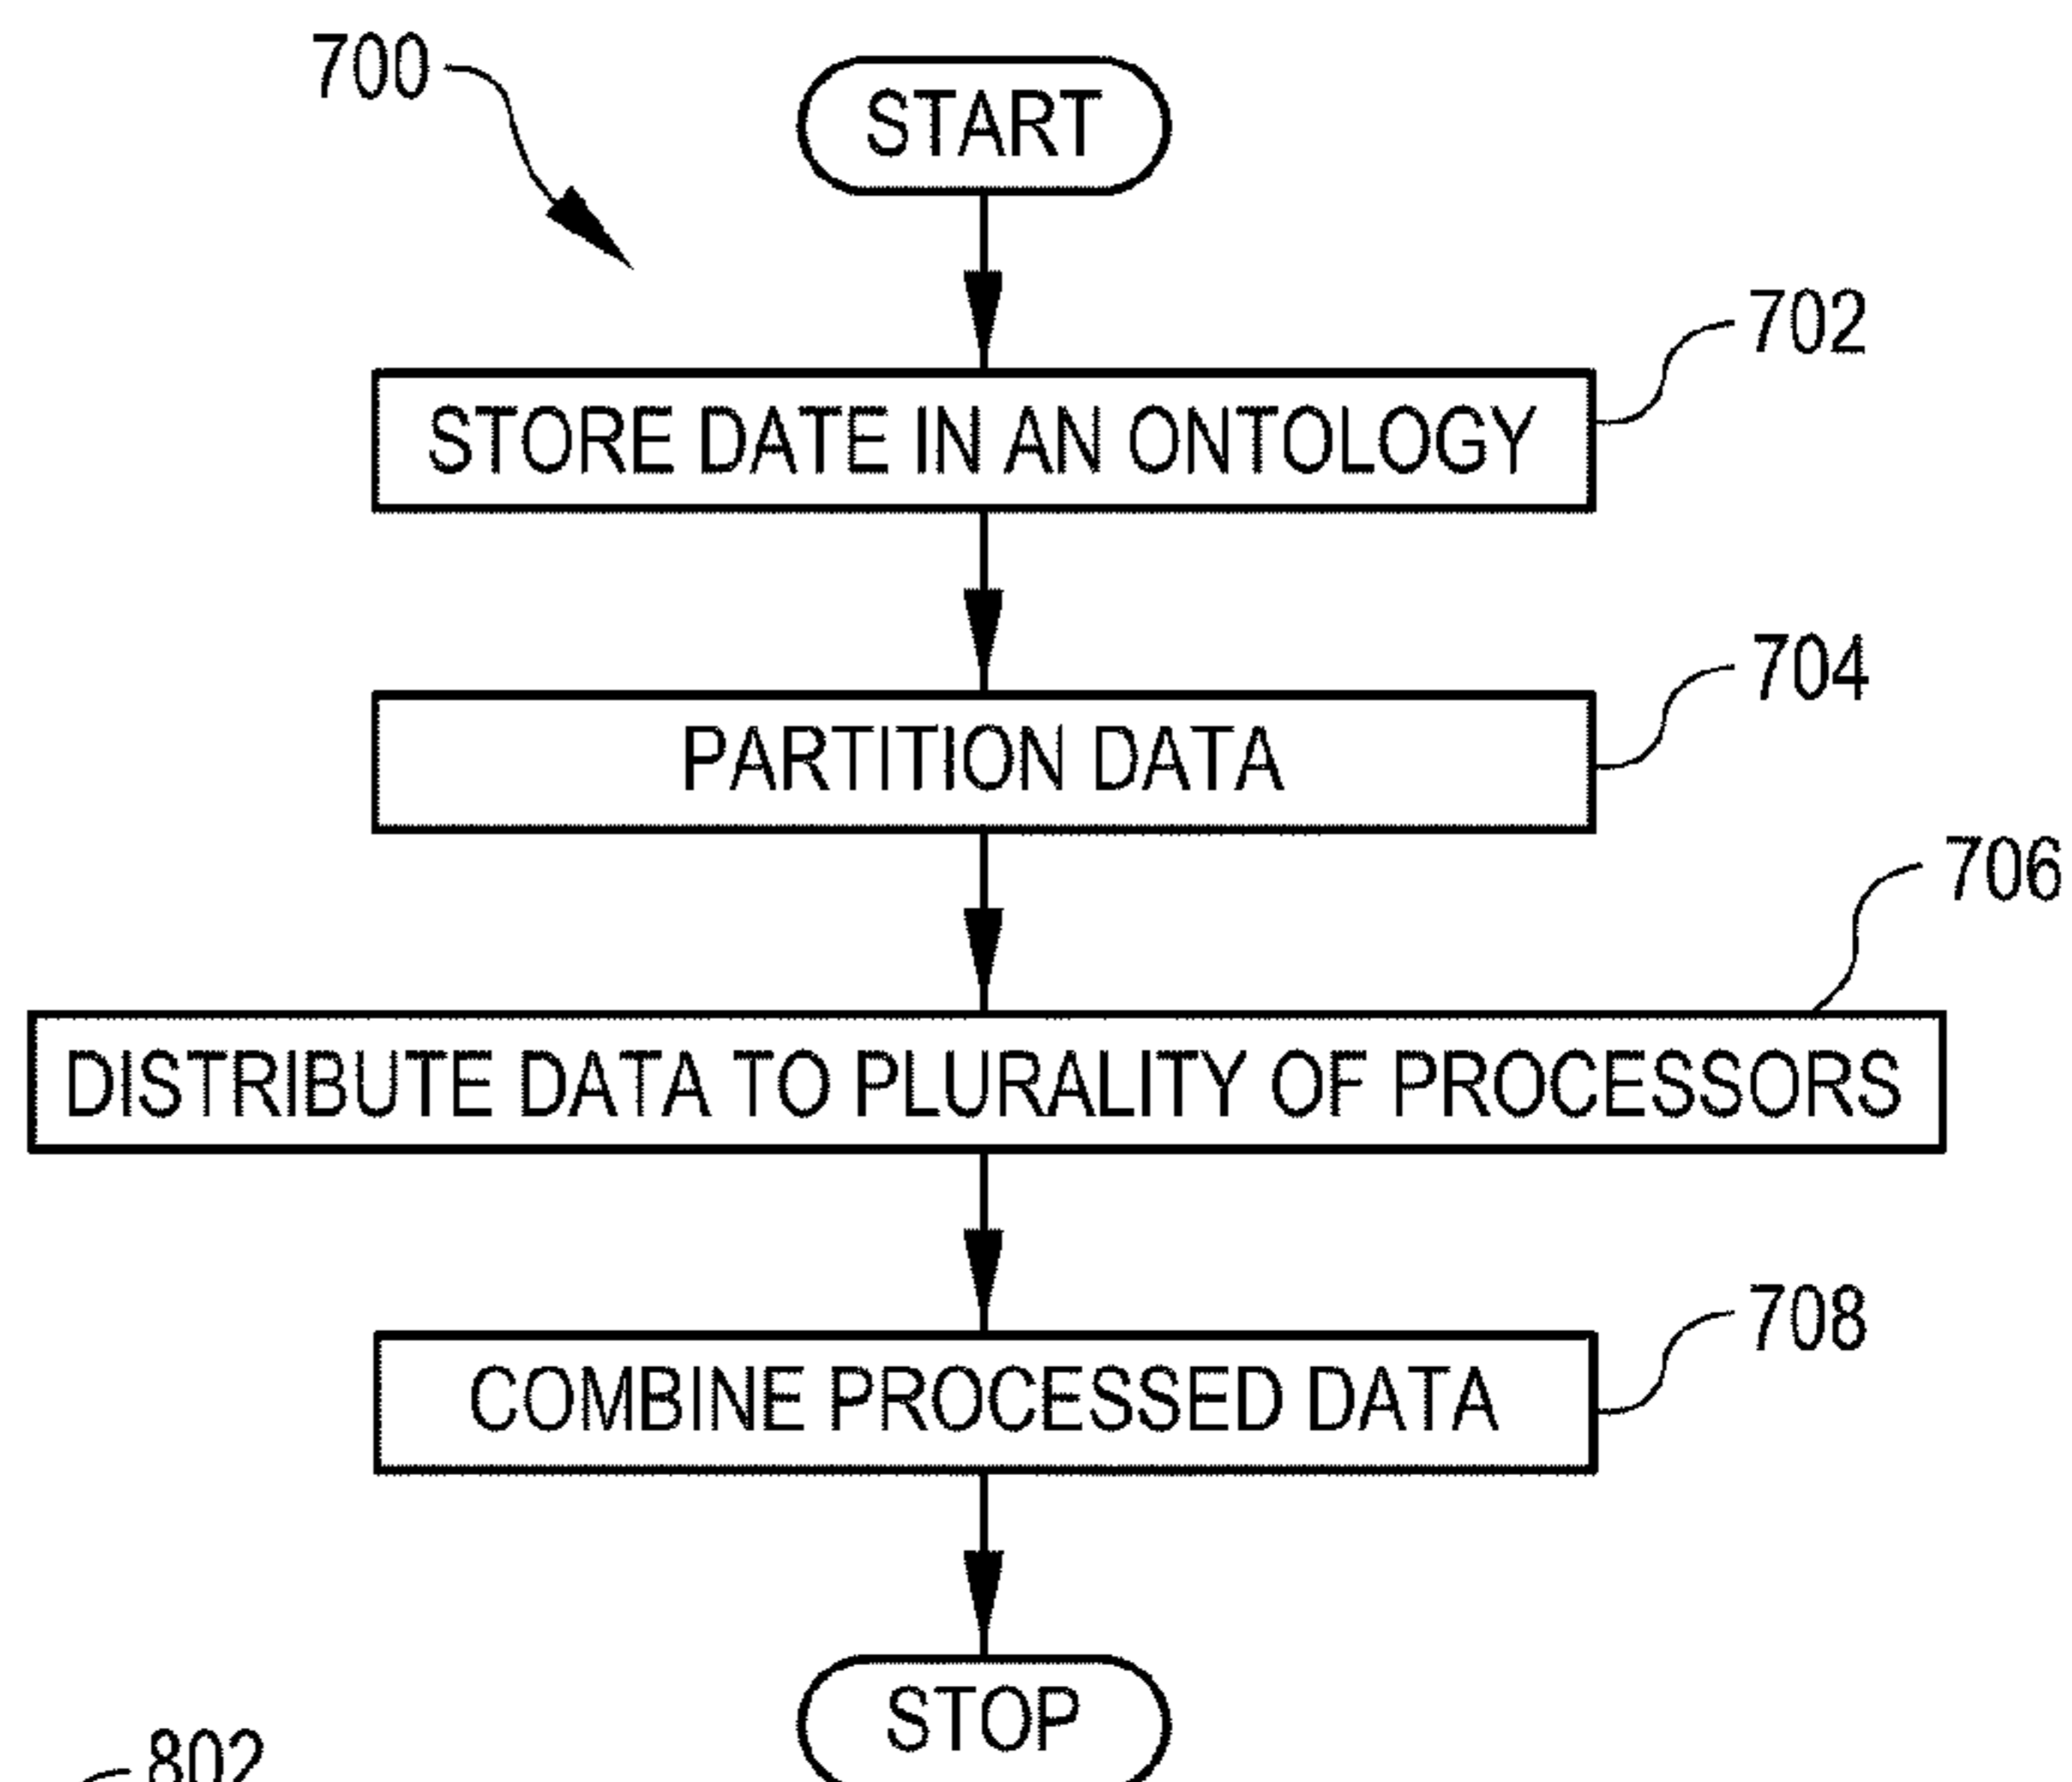 700
START
702
STORE DATE IN AN ONTOLOGY
704
PARTITION DATA
706
DISTRIBUTE DATA TO PLURALITY OF PROCESSORS
708
COMBINE PROCESSED DATA
STOP
802